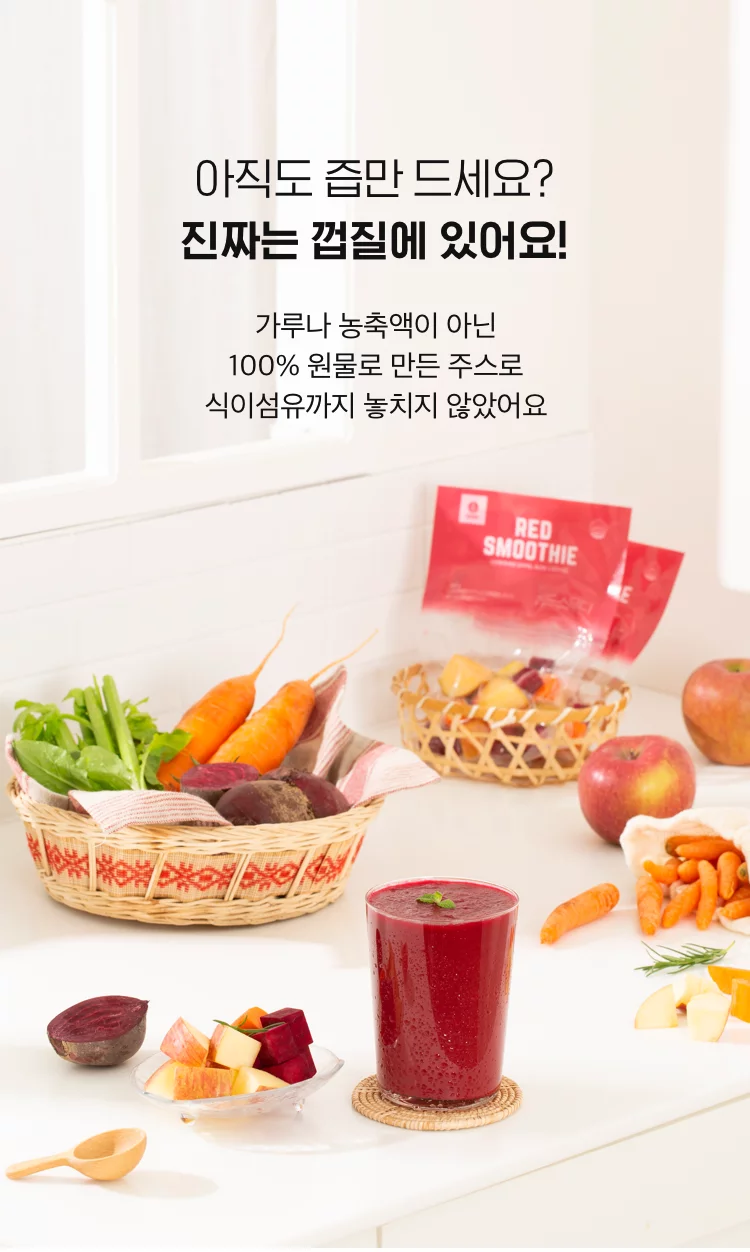 아직도 즙만 드세요?
진짜는 껍질에 있어요!
가루나 농축액이 아닌
100% 원물로 만든 주스로
식이섬유까지 놓치지 않았어요
RED
SMOOTHIE